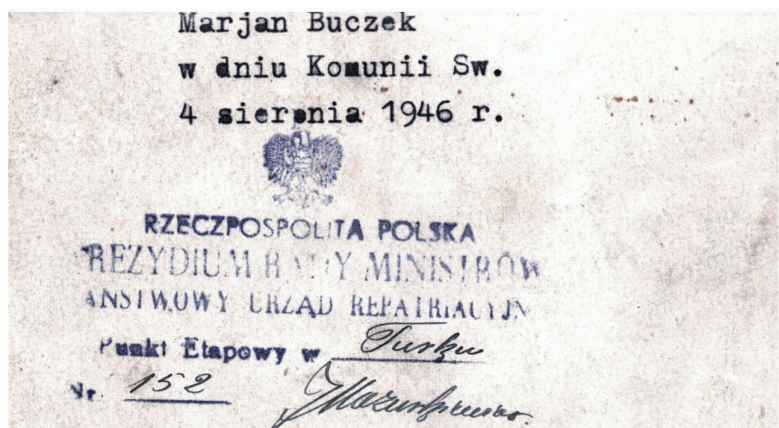 Marjan Buczek
w dniu Komunii Sw.
4 sierpnia 1946 r.
RZECZPOSPOLITA POLSKA
REZYDIUM RADY MINISTRÓW
AŃSTWOWY URZĄD REPATRIACYJN
Punkt Etapowy w Turku
Nr. 152